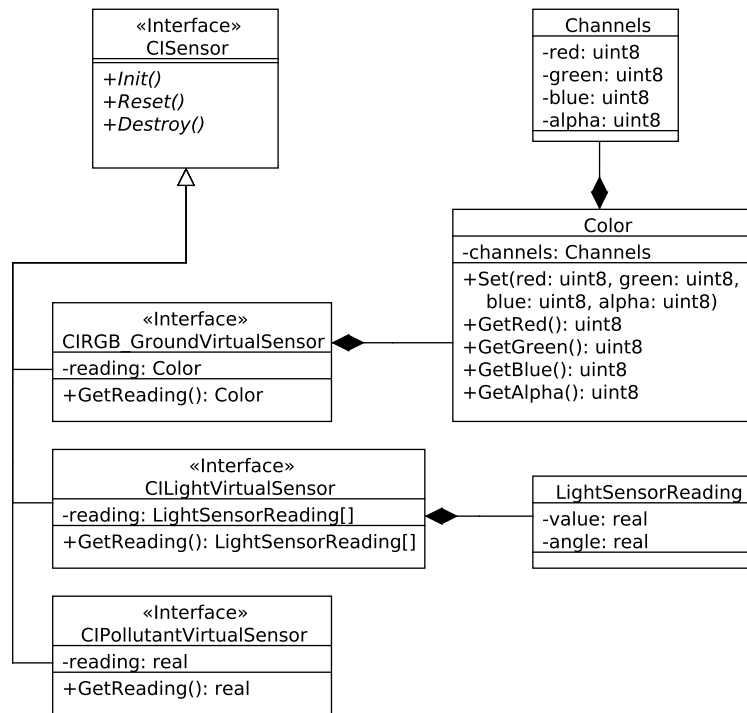 «Interface»
CISensor
+Init()
+Reset()
+Destroy()
Channels
-red: uint8
-green: uint8
-blue: uint8
-alpha: uint8
Color
-channels: Channels
+Set(red: uint8, green: uint8,
blue: uint8, alpha: uint8)
+GetRed(): uint8
+GetGreen(): uint8
+GetBlue(): uint8
+GetAlpha(): uint8
«Interface»
CIRGB_GroundVirtualSensor
-reading: Color
+GetReading(): Color
«Interface»
CILightVirtualSensor
-reading: LightSensorReading[]
+GetReading(): LightSensorReading[]
LightSensorReading
-value: real
-angle: real
«Interface»
CIPollutantVirtualSensor
-reading: real
+GetReading(): real